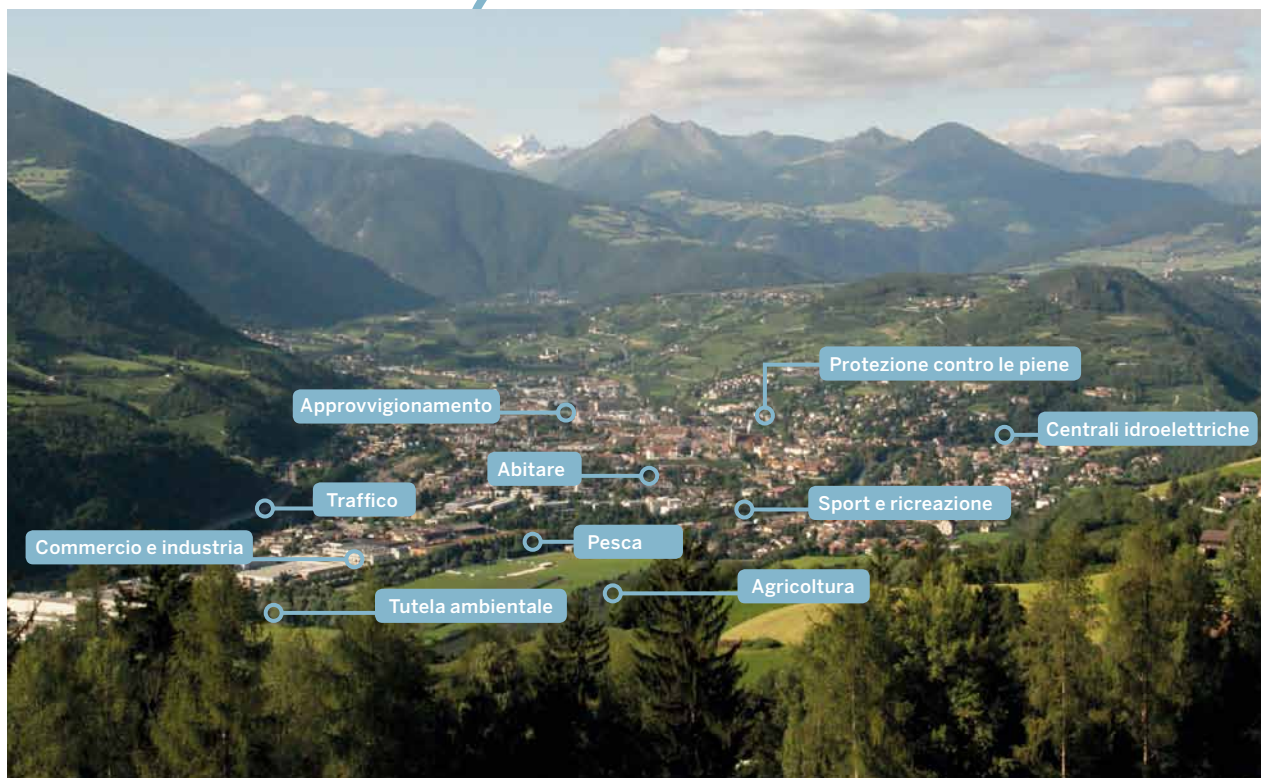 Protezione contro le piene
Approvvigionamento
Centrali idroelettriche
Abitare
Traffico
Sport e ricreazione
Commercio e industria
Pesca
Agricoltura
Tutela ambientale